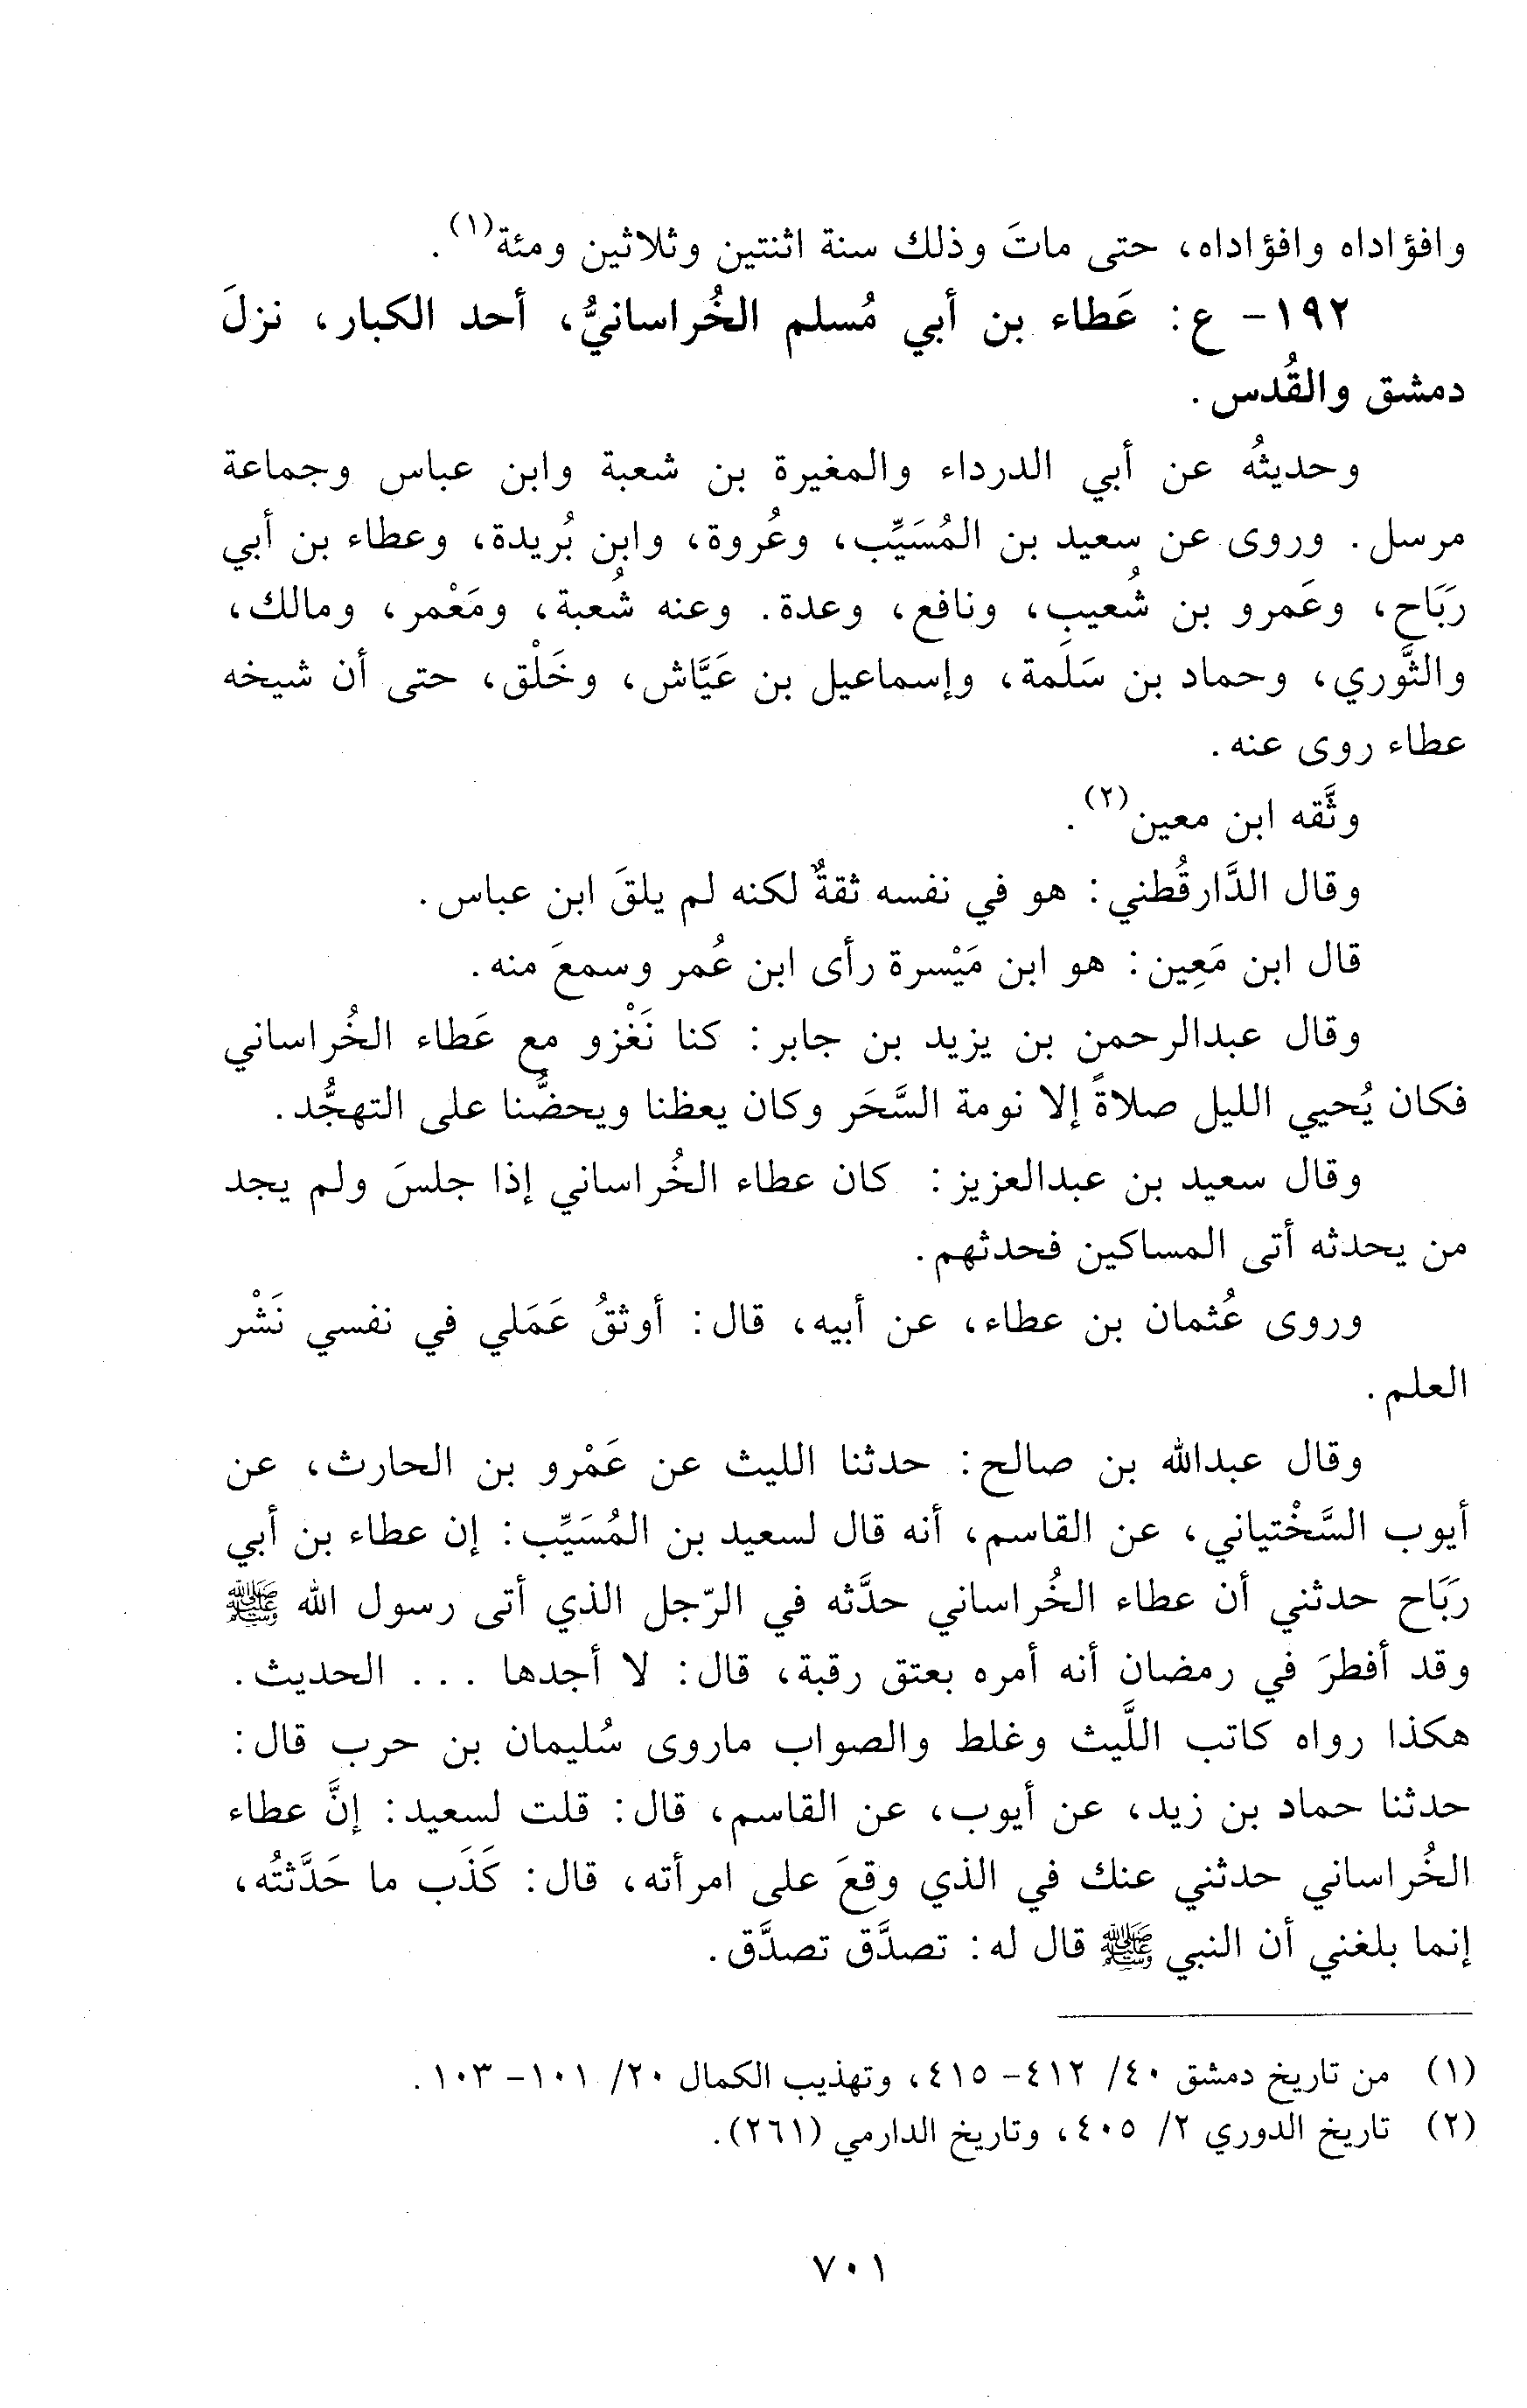 وافؤاداه وافؤاداه، حتى ماتَ وذلك سنة اثنتين وثلاثين ومئة(١).
١٩٢- ع: عَطاء بن أبي مُسلم الخُراسانيُّ، أحد الكبار، نزلَ
دمشق والقُدس.
وحديثُه عن أبي الدرداء والمغيرة بن شعبة وابن عباس وجماعة
مرسل. وروى عن سعيد بن المُسَيِّب، وعُروة، وابن بُريدة، وعطاء بن أبي
رَبَاح، وعَمرو بن شُعيب، ونافع، وعدة. وعنه شُعبة، ومَعْمر، ومالك،
والثَّوري، وحماد بن سَلَمة، وإسماعيل بن عَيَّاش، وخَلْق، حتى أن شيخه
عطاء روى عنه.
وثَّقه ابن معين(٢).
وقال الدَّارقُطني: هو في نفسه ثقةٌ لكنه لم يلقَ ابن عباس.
قال ابن مَعِين: هو ابن مَيْسرة رأى ابن عُمر وسمعَ منه.
وقال عبدالرحمن بن يزيد بن جابر: كنا نَغْزو مع عَطاء الخُراساني
فكان يُحيي الليل صلاةً إلا نومة السَّحَر وكان يعظنا ويحضُّنا على التهجُّد.
وقال سعيد بن عبدالعزيز: كان عطاء الخُراساني إذا جلسَ ولم يجد
من يحدثه أتى المساكين فحدثهم.
وروى عُثمان بن عطاء، عن أبيه، قال: أوثقُ عَمَلي في نفسي نَشْر
العلم.
وقال عبدالله بن صالح: حدثنا الليث عن عَمْرو بن الحارث، عن
أيوب السَّخْتياني، عن القاسم، أنه قال لسعيد بن المُسَيِّب: إن عطاء بن أبي
رَبَاح حدثني أن عطاء الخُراساني حدَّثه في الرّجل الذي أتى رسول الله ﷺ
وقد أفطرَ في رمضان أنه أمره بعتق رقبة، قال: لا أجدها . . . الحديث.
هكذا رواه كاتب اللَّيث وغلط والصواب ماروى سُليمان بن حرب قال:
حدثنا حماد بن زيد، عن أيوب، عن القاسم، قال: قلت لسعيد: إنَّ عطاء
الخُراساني حدثني عنك في الذي وقعَ على امرأته، قال: كَذَب ما حَدَّثتُه،
إنما بلغني أن النبي ﷺ قال له: تصدَّق تصدَّق.
(١) من تاريخ دمشق ٤٠/ ٤١٢- ٤١٥، وتهذيب الكمال ٢٠/ ١٠١- ١٠٣.
(٢) تاريخ الدوري ٢/ ٤٠٥، وتاريخ الدارمي (٢٦١).
٧٠١